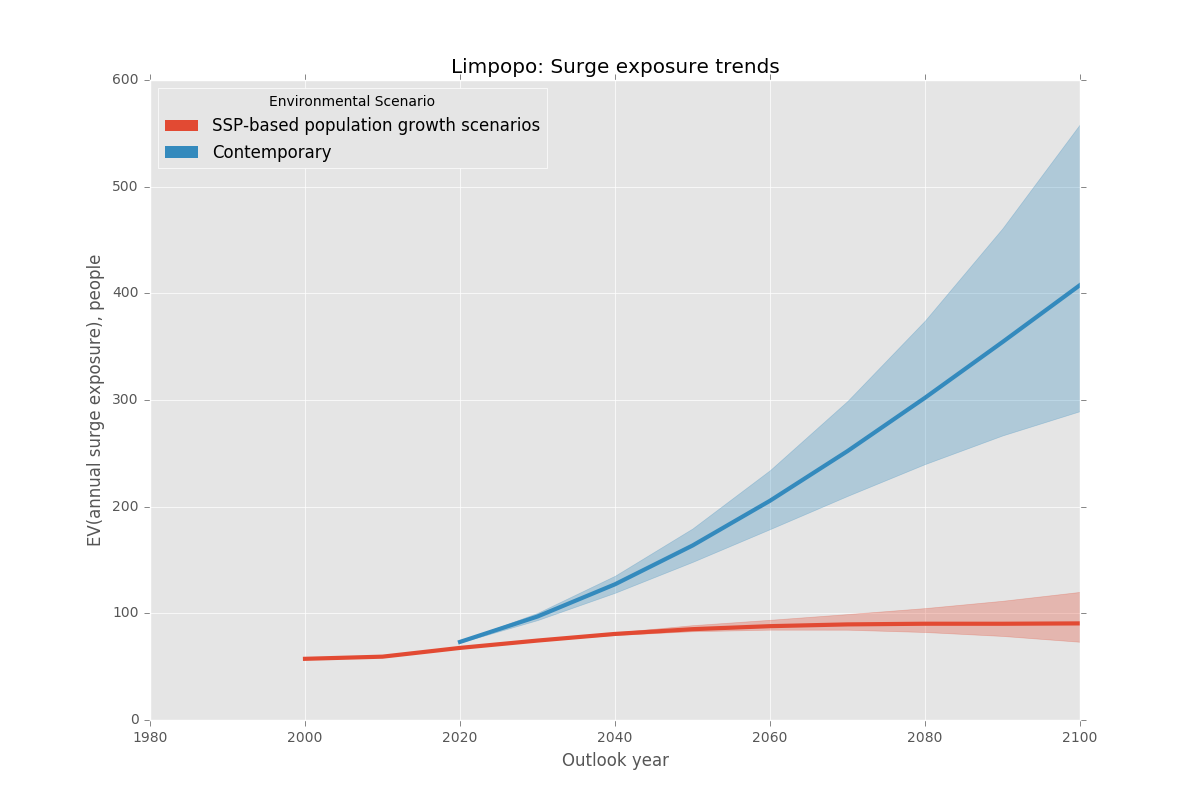 Limpopo: Surge exposure trends
Environmental Scenario
SSP-based population growth scenarios
Contemporary
EV(annual surge exposure), people
600
500
400
300
200
100
0
1980 2000 2020 2040 2060 2080 2100
Outlook year